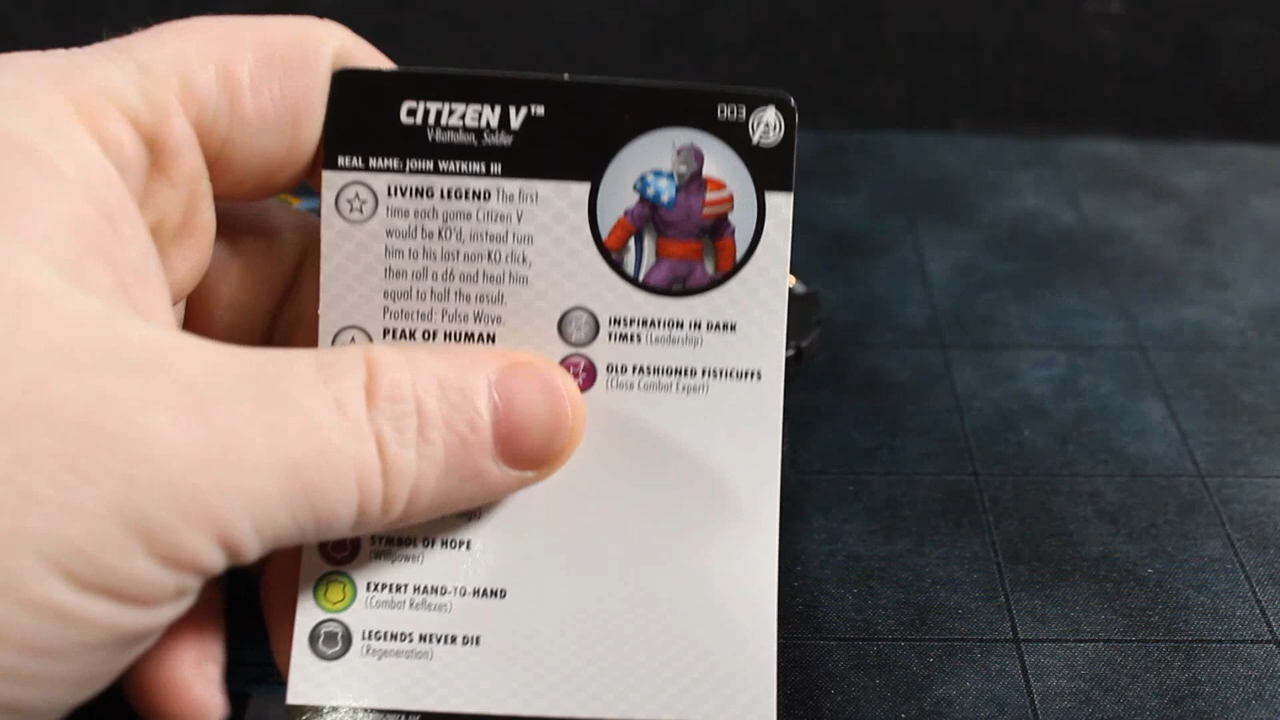 CITIZEN V™
003
V-Battalion, Soldier
REAL NAME: JOHN WATKINS III
LIVING LEGEND The first
time each game Citizen V
would be KO'd, instead turn
him to his last non-KO click,
then roll a d6 and heal him
equal to half the result.
Protected: Pulse Wave.
PEAK OF HUMAN
SYMBOL OF HOPE
(Willpower)
EXPERT HAND-TO-HAND
(Combat Reflexes)
LEGENDS NEVER DIE
(Regeneration)
INSPIRATION IN DARK
TIMES (Leadership)
OLD FASHIONED FISTICUFFS
(Close Combat Expert)